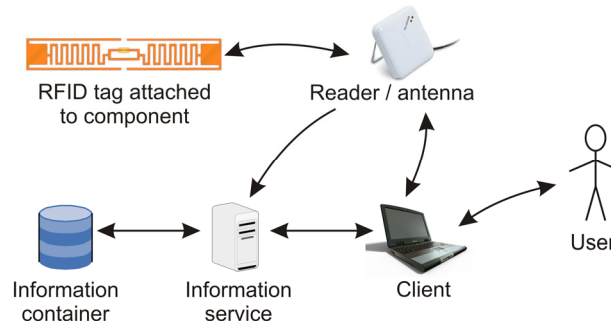 RFID tag attached
to component
Reader / antenna
User
Information
container
Information
service
Client